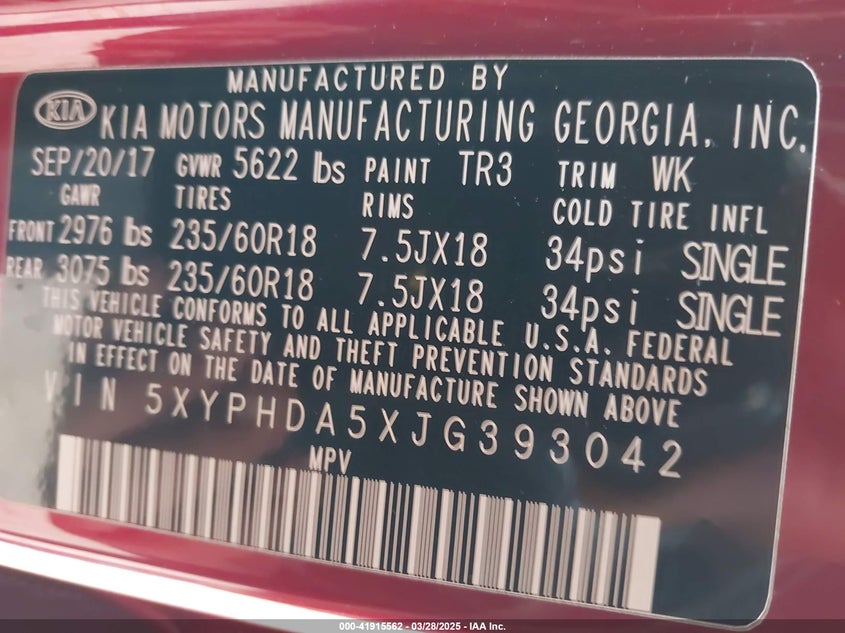 MANUFACTURED BY
KIA KIA MOTORS MANUFACTURING GEORGIA, INC.
SEP/20/17 GVWR 5622 lbs PAINT TR3 TRIM WK
GAWR TIRES RIMS COLD TIRE INFL
FRONT 2976 lbs 235/60R18 7.5JX18 34psi SINGLE
REAR 3075 lbs 235/60R18 7.5JX18 34psi SINGLE
THIS VEHICLE CONFORMS TO ALL APPLICABLE U.S.A. FEDERAL
MOTOR VEHICLE SAFETY AND THEFT PREVENTION STANDARDS
IN EFFECT ON THE DATE OF MANUFACTURE SHOWN ABOVE
VIN 5XYPHDA5XJG393042
MPV
000-41915562 - 03/28/2025 - IAA Inc.